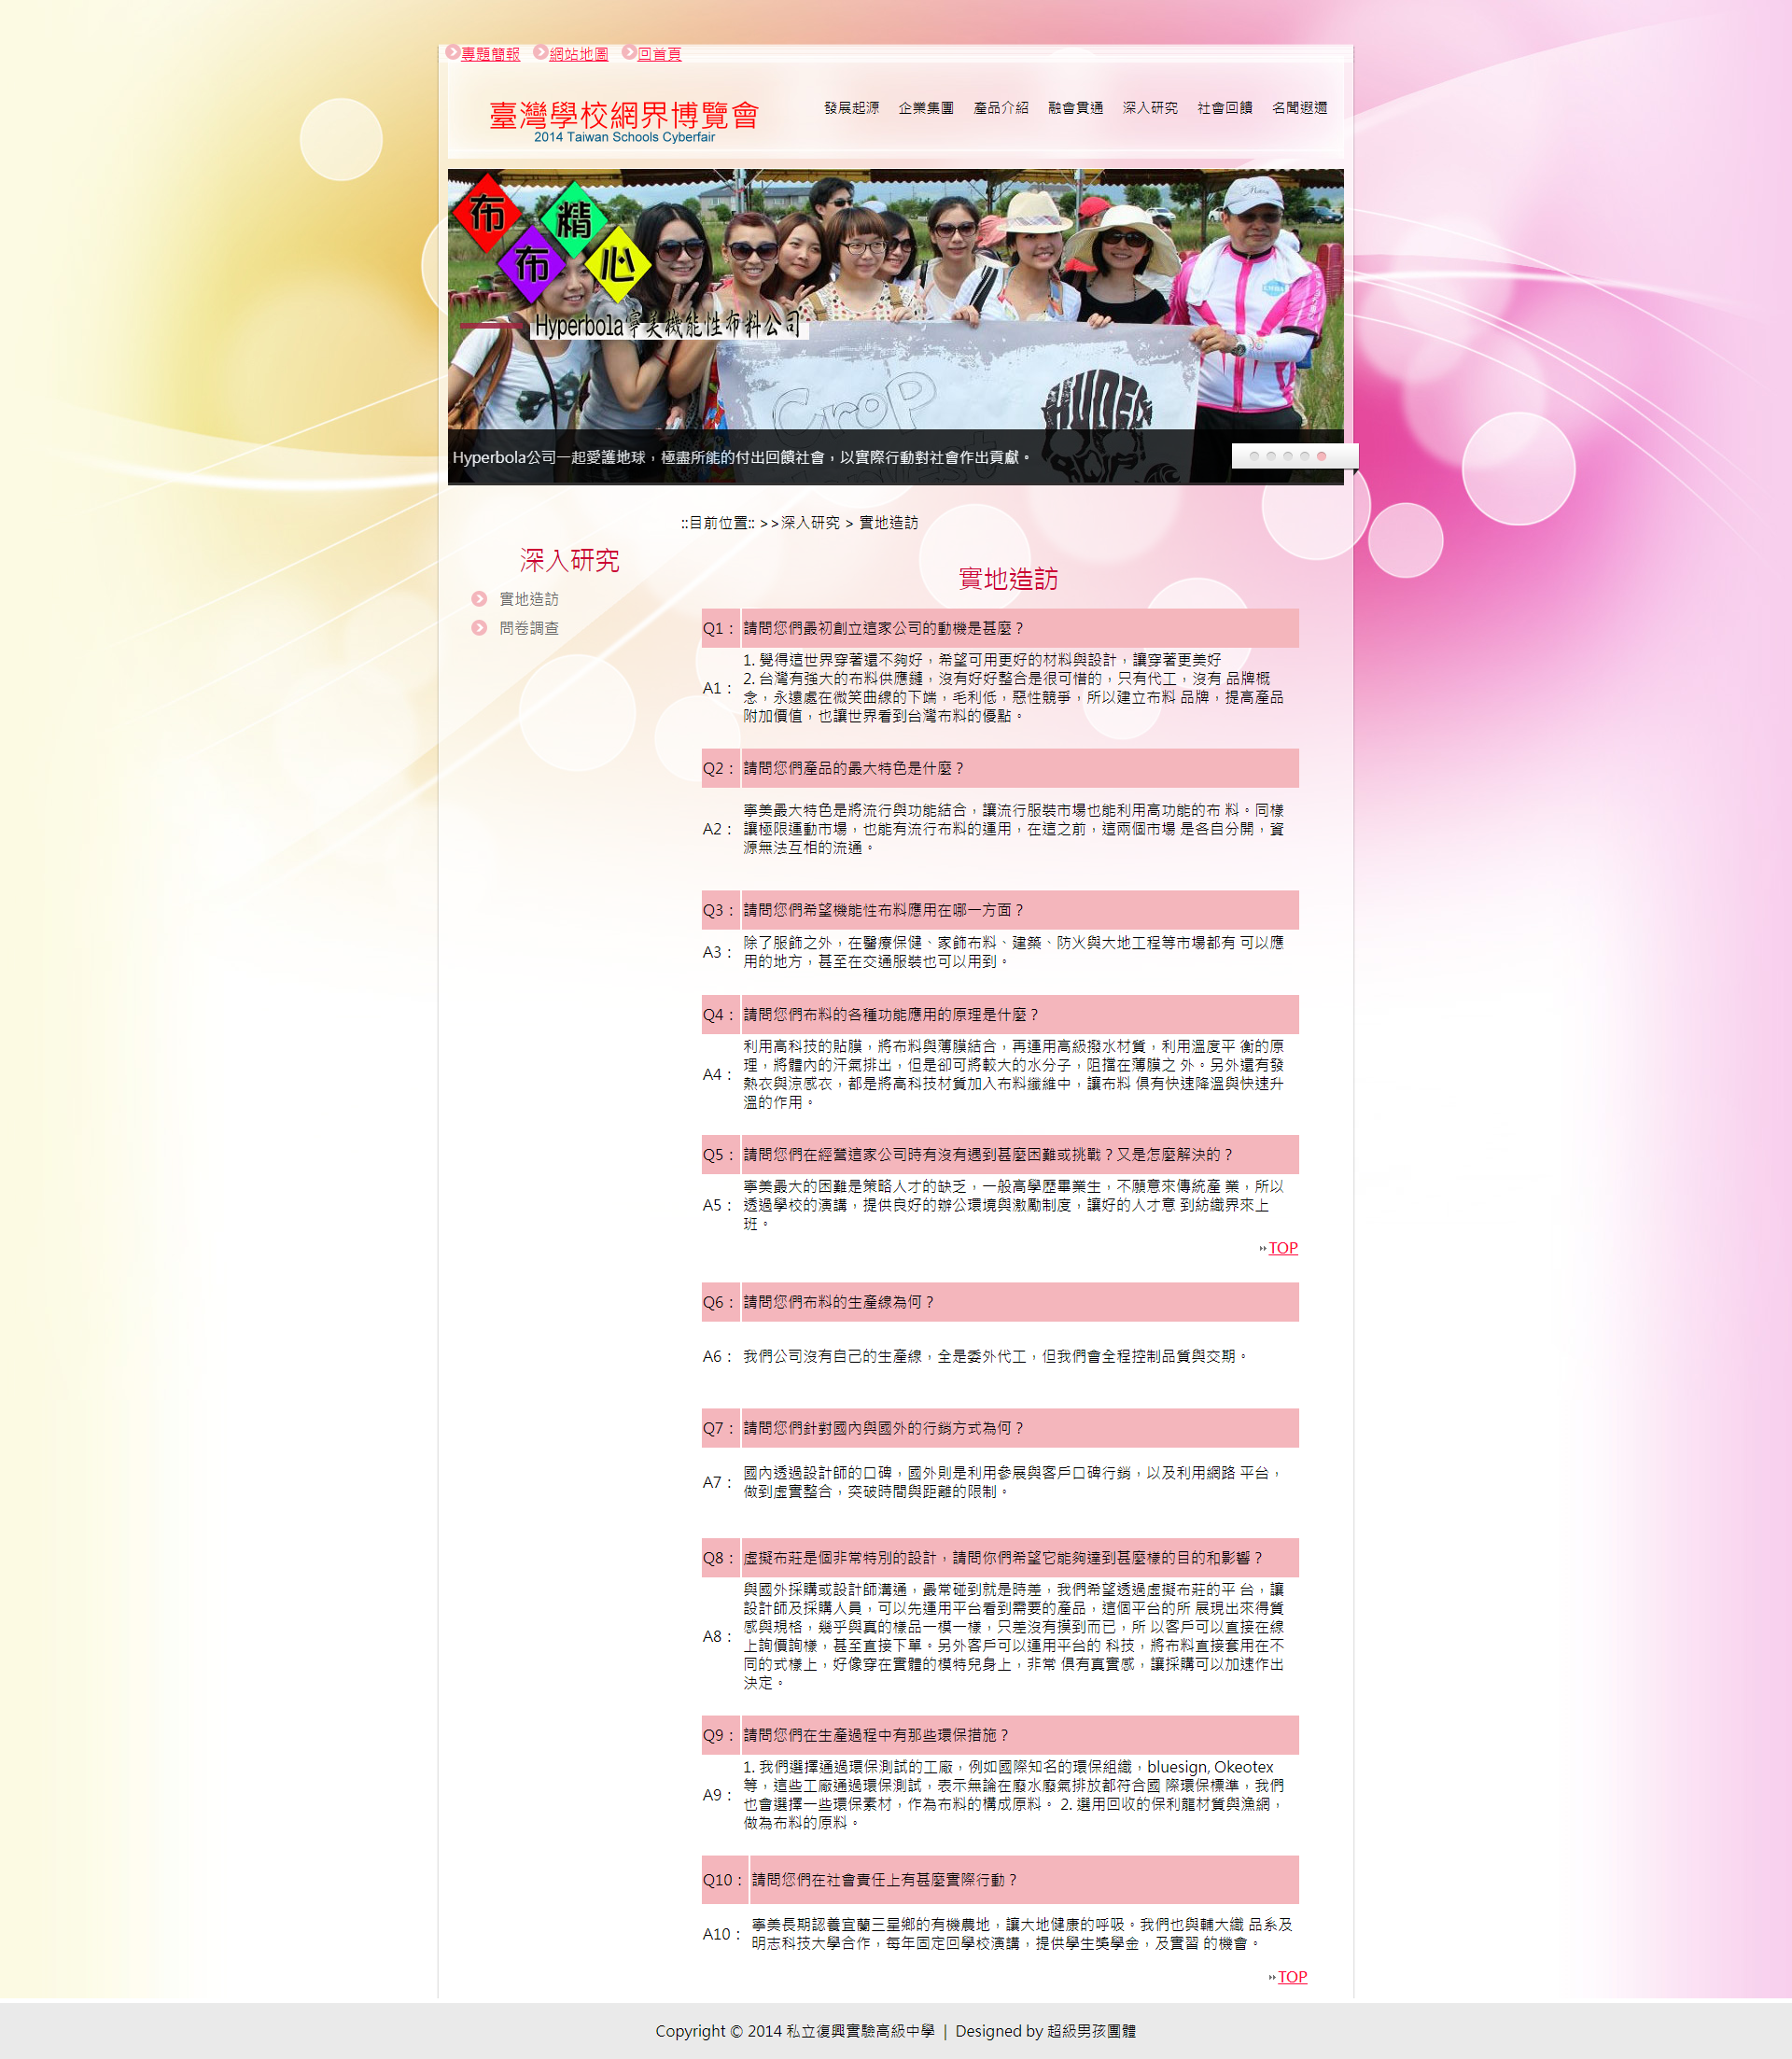 專題簡報 網站地圖 回首頁
臺灣學校網界博覽會
2014 Taiwan Schools Cyberfair
發展起源 企業集團 產品介紹 融會貫通 深入研究 社會回饋 名聞遐邇
布布精心
Hyperbola寧美機能性布料公司
Crop
Hyperbola公司一起愛護地球，極盡所能的付出回饋社會，以實際行動對社會作出貢獻。
::目前位置:: >>深入研究 > 實地造訪
深入研究
實地造訪
問卷調查
實地造訪
Q1： 請問您們最初創立這家公司的動機是甚麼？
A1： 1. 覺得這世界穿著還不夠好，希望可用更好的材料與設計，讓穿著更美好
2. 台灣有強大的布料供應鏈，沒有好好整合是很可惜的，只有代工，沒有 品牌概
念，永遠處在微笑曲線的下端，毛利低，惡性競爭，所以建立布料 品牌，提高產品
附加價值，也讓世界看到台灣布料的優點。
Q2： 請問您們產品的最大特色是什麼？
A2： 寧美最大特色是將流行與功能結合，讓流行服裝市場也能利用高功能的布 料。同樣
讓極限運動市場，也能有流行布料的運用，在這之前，這兩個市場 是各自分開，資
源無法互相的流通。
Q3： 請問您們希望機能性布料應用在哪一方面？
A3： 除了服飾之外，在醫療保健、家飾布料、建築、防火與大地工程等市場都有 可以應
用的地方，甚至在交通服裝也可以用到。
Q4： 請問您們布料的各種功能應用的原理是什麼？
A4： 利用高科技的貼膜，將布料與薄膜結合，再運用高級撥水材質，利用溫度平 衡的原
理，將體內的汗氣排出，但是卻可將較大的水分子，阻擋在薄膜之 外。另外還有發
熱衣與涼感衣，都是將高科技材質加入布料纖維中，讓布料 俱有快速降溫與快速升
溫的作用。
Q5： 請問您們在經營這家公司時有沒有遇到甚麼困難或挑戰？又是怎麼解決的？
A5： 寧美最大的困難是策略人才的缺乏，一般高學歷畢業生，不願意來傳統產 業，所以
透過學校的演講，提供良好的辦公環境與激勵制度，讓好的人才意 到紡織界來上
班。
TOP
Q6： 請問您們布料的生產線為何？
A6： 我們公司沒有自己的生產線，全是委外代工，但我們會全程控制品質與交期。
Q7： 請問您們針對國內與國外的行銷方式為何？
A7： 國內透過設計師的口碑，國外則是利用參展與客戶口碑行銷，以及利用網路 平台，
做到虛實整合，突破時間與距離的限制。
Q8： 虛擬布莊是個非常特別的設計，請問你們希望它能夠達到甚麼樣的目的和影響？
A8： 與國外採購或設計師溝通，最常碰到就是時差，我們希望透過虛擬布莊的平 台，讓
設計師及採購人員，可以先運用平台看到需要的產品，這個平台的所 展現出來得質
感與規格，幾乎與真的樣品一模一樣，只差沒有摸到而已，所 以客戶可以直接在線
上詢價詢樣，甚至直接下單。另外客戶可以運用平台的 科技，將布料直接套用在不
同的式樣上，好像穿在實體的模特兒身上，非常 俱有真實感，讓採購可以加速作出
決定。
Q9： 請問您們在生產過程中有那些環保措施？
A9： 1. 我們選擇通過環保測試的工廠，例如國際知名的環保組織，bluesign, Okeotex
等，這些工廠通過環保測試，表示無論在廢水廢氣排放都符合國 際環保標準，我們
也會選擇一些環保素材，作為布料的構成原料。 2. 選用回收的保利龍材質與漁網，
做為布料的原料。
Q10： 請問您們在社會責任上有甚麼實際行動？
A10： 寧美長期認養宜蘭三星鄉的有機農地，讓大地健康的呼吸。我們也與輔大織 品系及
明志科技大學合作，每年固定回學校演講，提供學生獎學金，及實習 的機會。
TOP
Copyright © 2014 私立復興實驗高級中學 | Designed by 超級男孩團體